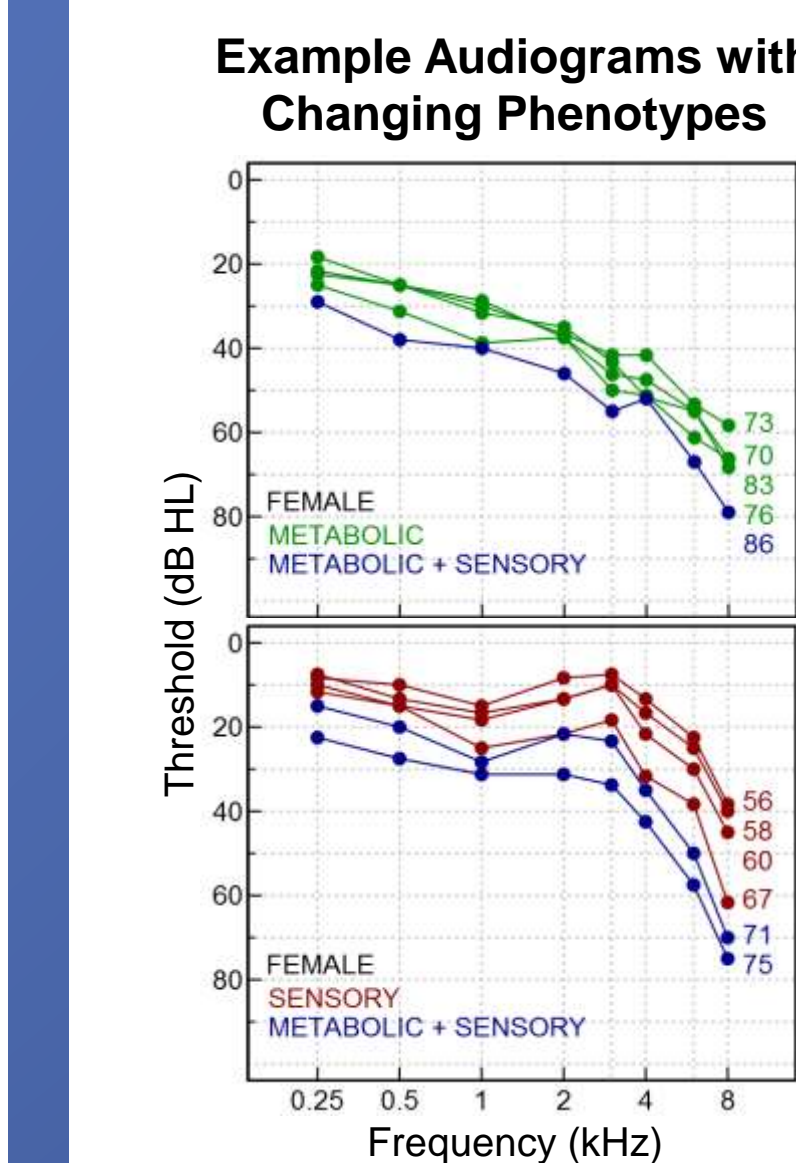 Example Audiograms with
Changing Phenotypes
Threshold (dB HL)
0
20
40
60
80
FEMALE
METABOLIC
METABOLIC + SENSORY
73
70
83
76
86
0
20
40
60
80
FEMALE
SENSORY
METABOLIC + SENSORY
56
58
60
67
71
75
0.25 0.5 1 2 4 8
Frequency (kHz)